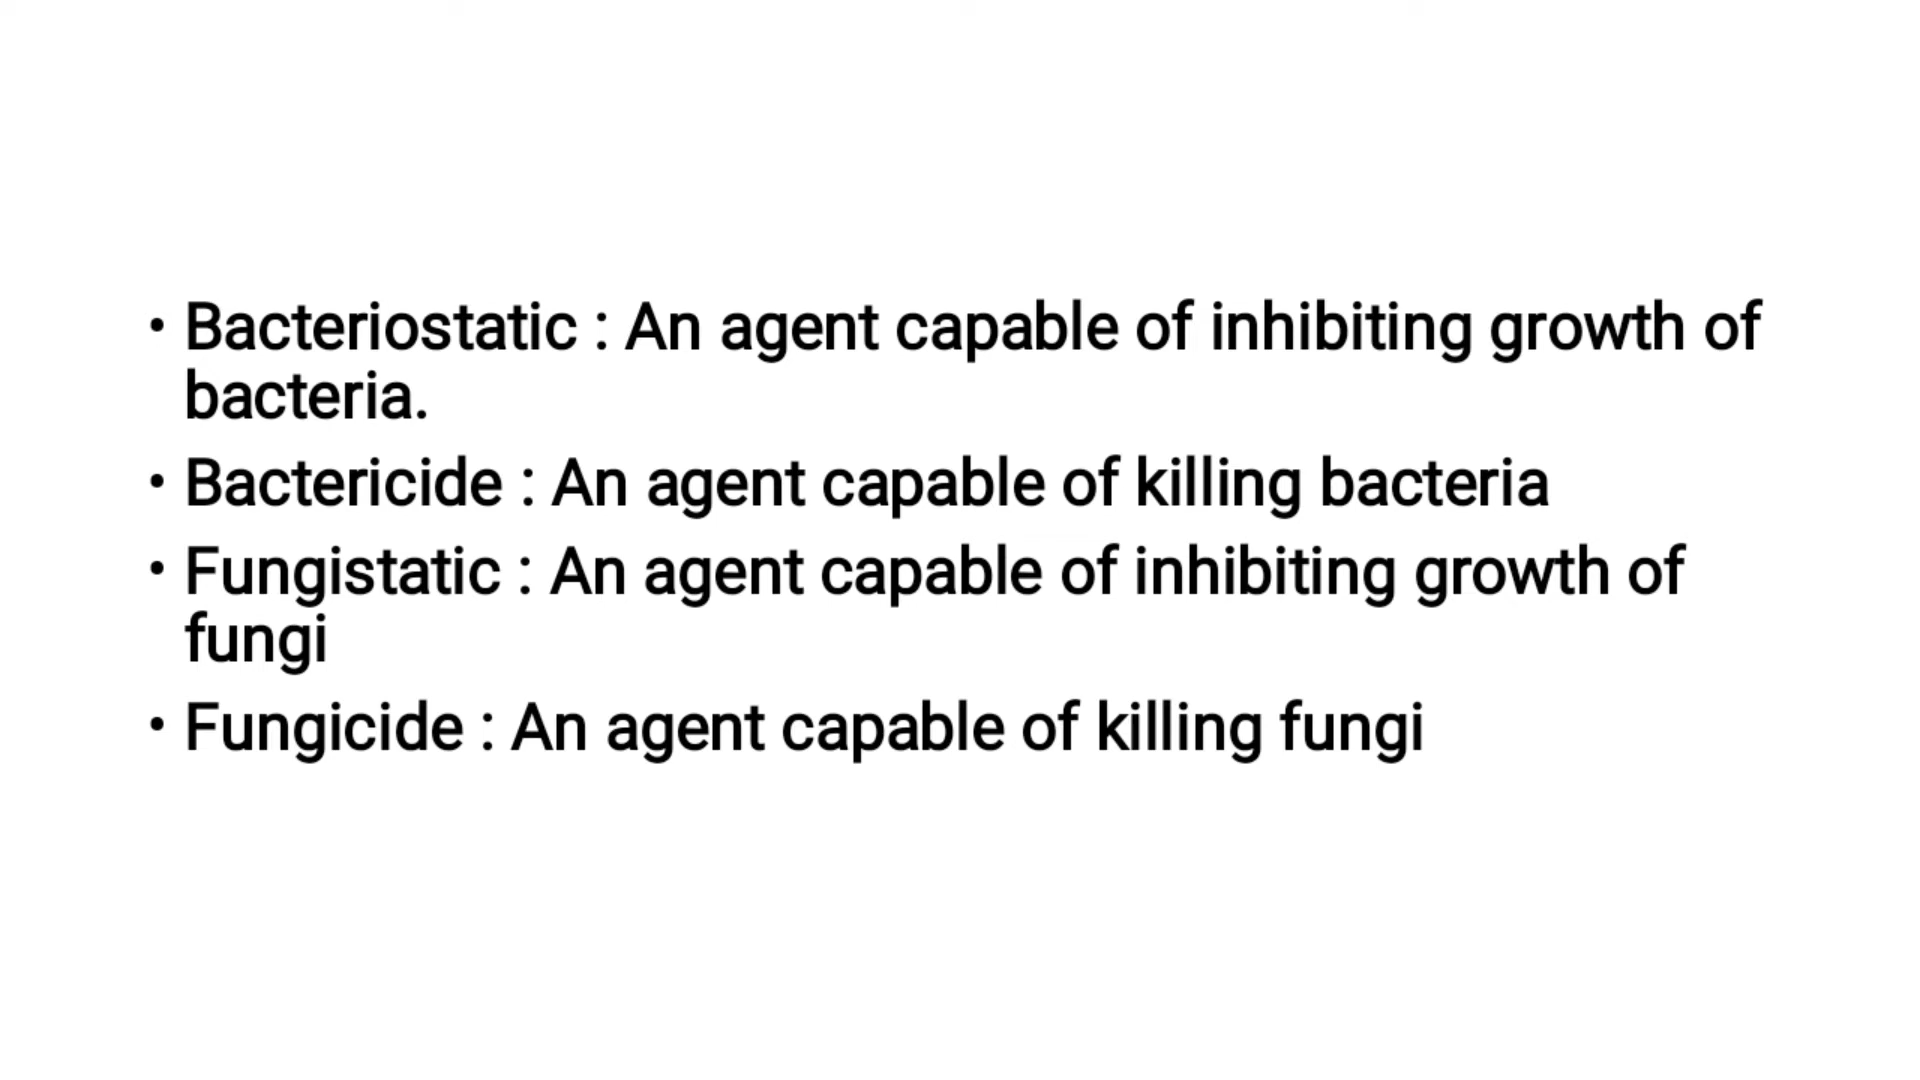 • Bacteriostatic : An agent capable of inhibiting growth of
bacteria.
• Bactericide : An agent capable of killing bacteria
• Fungistatic : An agent capable of inhibiting growth of
fungi
• Fungicide : An agent capable of killing fungi